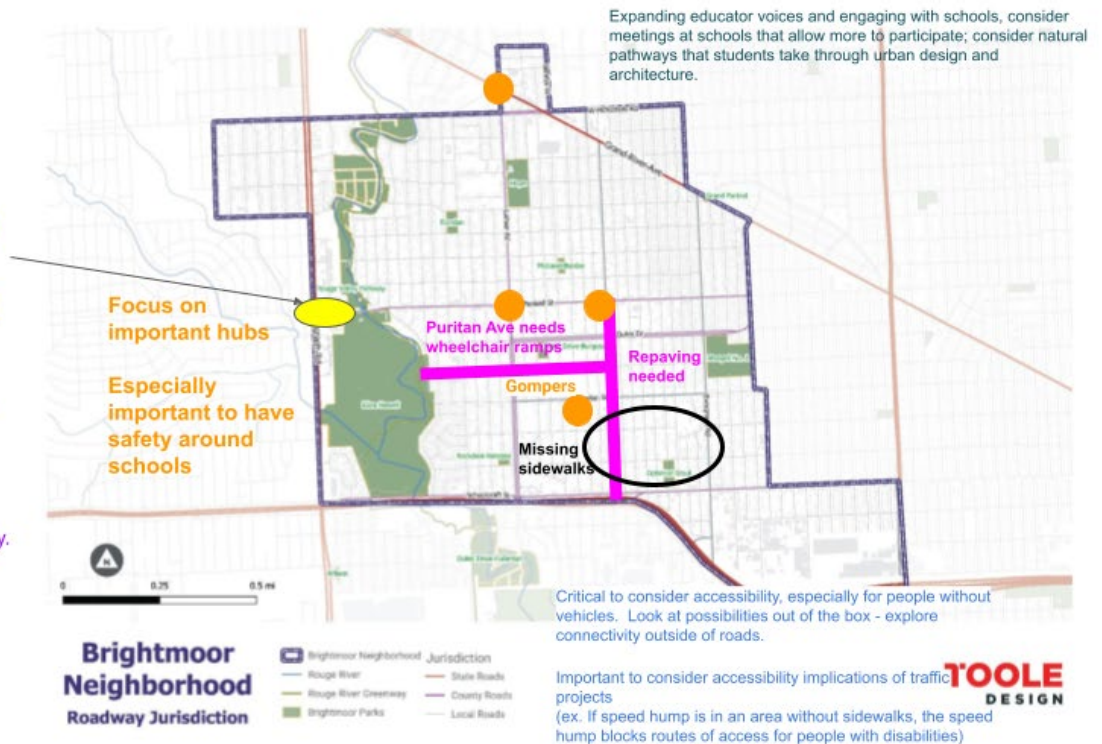 Expanding educator voices and engaging with schools, consider
meetings at schools that allow more to participate; consider natural
pathways that students take through urban design and
architecture.
Grand River Ave
Focus on
important hubs
Puritan Ave needs
wheelchair ramps
Repaving
needed
Especially
important to have
safety around
schools
Gompers
Missing
sidewalks
y.
N
0
0.25
0.5 mi
Critical to consider accessibility, especially for people without
vehicles. Look at possibilities out of the box - explore
connectivity outside of roads.
Important to consider accessibility implications of traffic
projects
(ex. If speed hump is in an area without sidewalks, the speed
hump blocks routes of access for people with disabilities)
Brightmoor
Neighborhood
Roadway Jurisdiction
Brightmoor Neighborhood
Rouge River
Rouge River Greenway
Brightmoor Parks
Jurisdiction
State Roads
County Roads
Local Roads
TOOLE
DESIGN